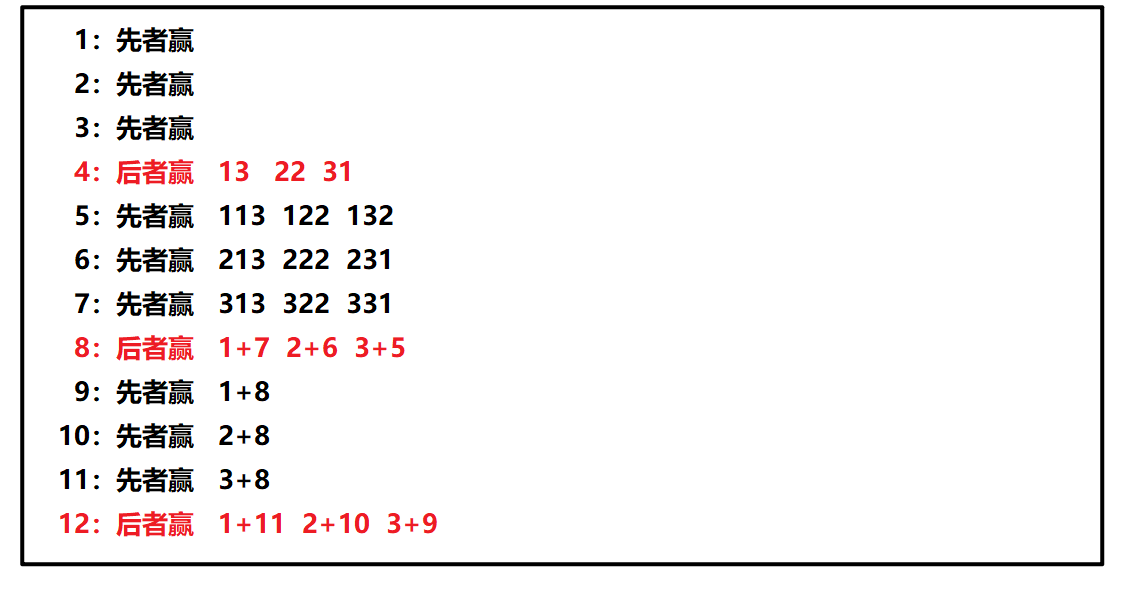 1：先者赢
2：先者赢
3：先者赢
4：后者赢 13 22 31
5：先者赢 113 122 132
6：先者赢 213 222 231
7：先者赢 313 322 331
8：后者赢 1+7 2+6 3+5
9：先者赢 1+8
10：先者赢 2+8
11：先者赢 3+8
12：后者赢 1+11 2+10 3+9